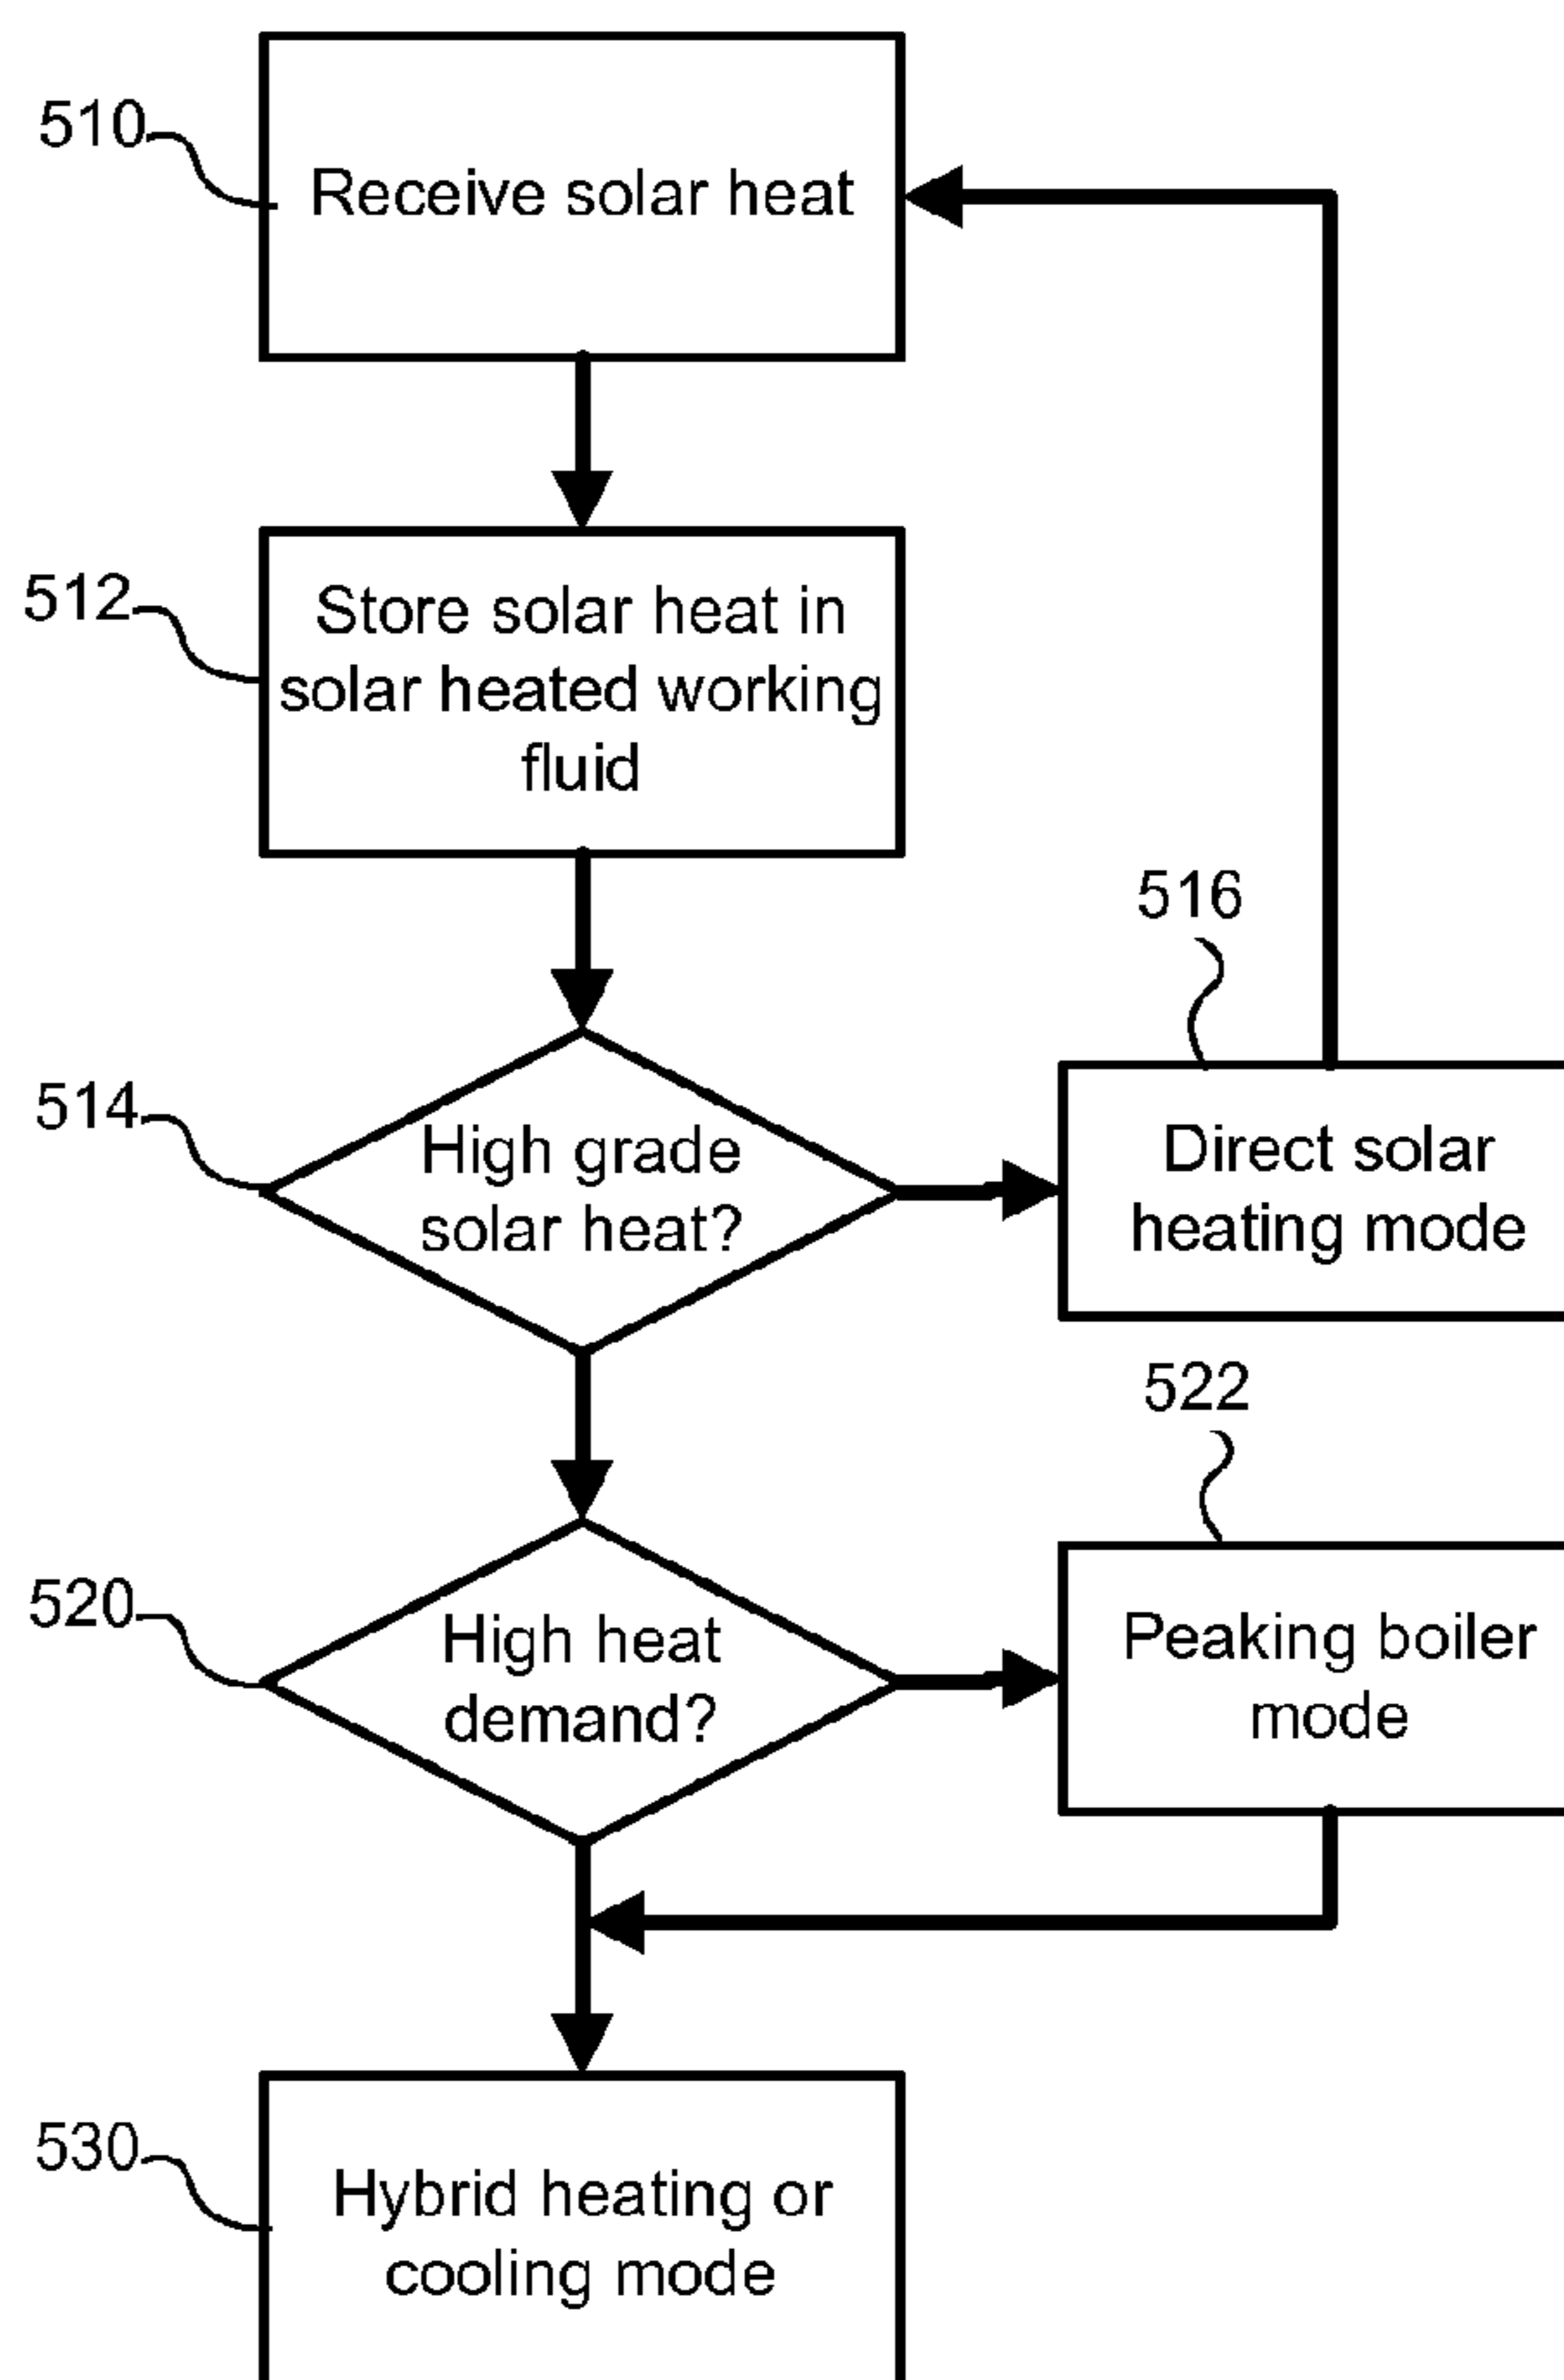 510
Receive solar heat
512
Store solar heat in
solar heated working
fluid
516
514
High grade
solar heat?
Direct solar
heating mode
522
520
High heat
demand?
Peaking boiler
mode
530
Hybrid heating or
cooling mode